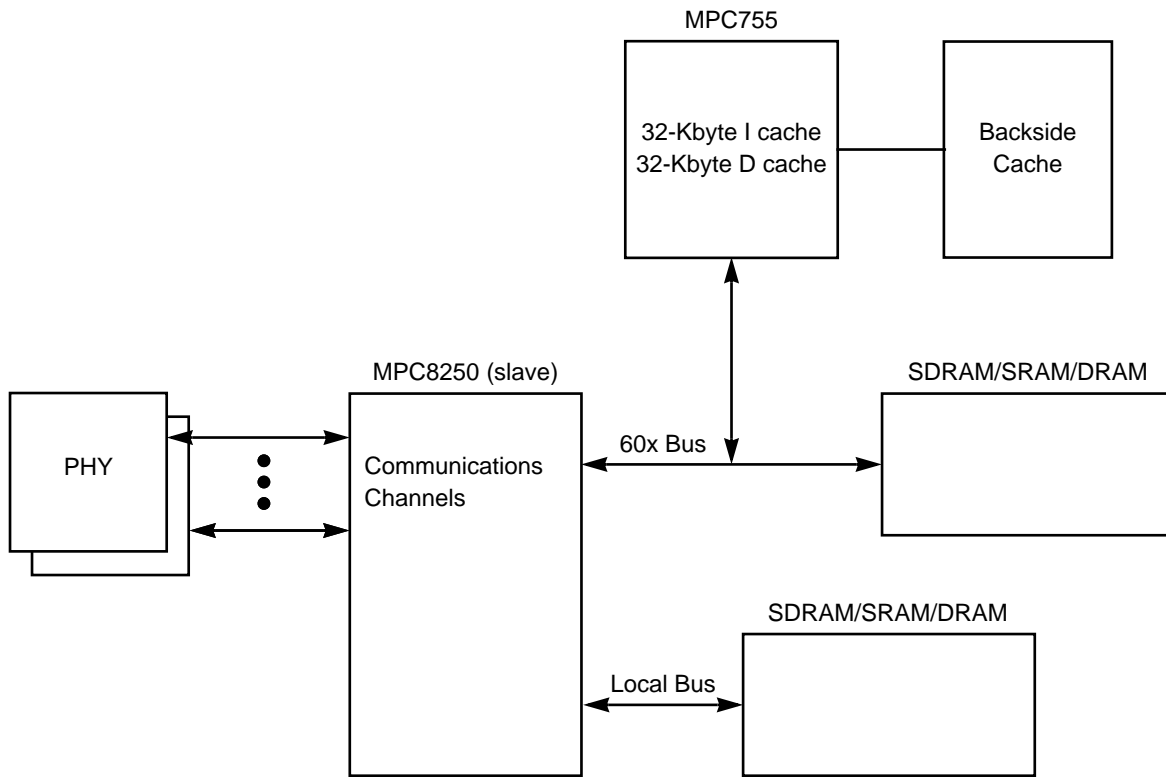 MPC755
32-Kbyte I cache
32-Kbyte D cache
Backside
Cache
MPC8250 (slave)
SDRAM/SRAM/DRAM
PHY
Communications
Channels
60x Bus
SDRAM/SRAM/DRAM
Local Bus